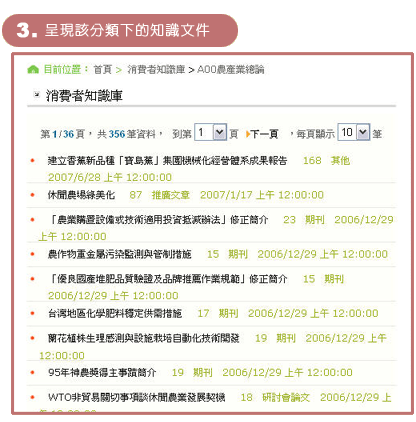 3. 呈現該分類下的知識文件
目前位置： 首頁 > 消費者知識庫 > A00農產業總論
消費者知識庫
第 1/36 頁， 共 356 筆資料， 到第 1 頁 下一頁 ，每頁顯示 10 筆
建立香蕉新品種「寶島蕉」集團機械化經營體系成果報告 168 其他
2007/6/28 上午 12:00:00
休閒農場綠美化 87 推廣文章 2007/1/17 上午 12:00:00
「農業購置設備或技術適用投資抵減辦法」修正簡介 23 期刊 2006/12/29
上午 12:00:00
農作物重金屬污染監測與管制措施 15 期刊 2006/12/29 上午 12:00:00
「優良國產堆肥品質驗證及品牌推薦作業規範」修正簡介 15 期刊
2006/12/29 上午 12:00:00
台灣地區化學肥料穩定供需措施 17 期刊 2006/12/29 上午 12:00:00
蘭花植株生理感測與設施栽培自動化技術開發 19 期刊 2006/12/29 上午
12:00:00
95年神農獎得主事蹟簡介 19 期刊 2006/12/29 上午 12:00:00
WTO非貿易關切事項談休閒農業發展契機 18 研討會論文 2006/12/29 上